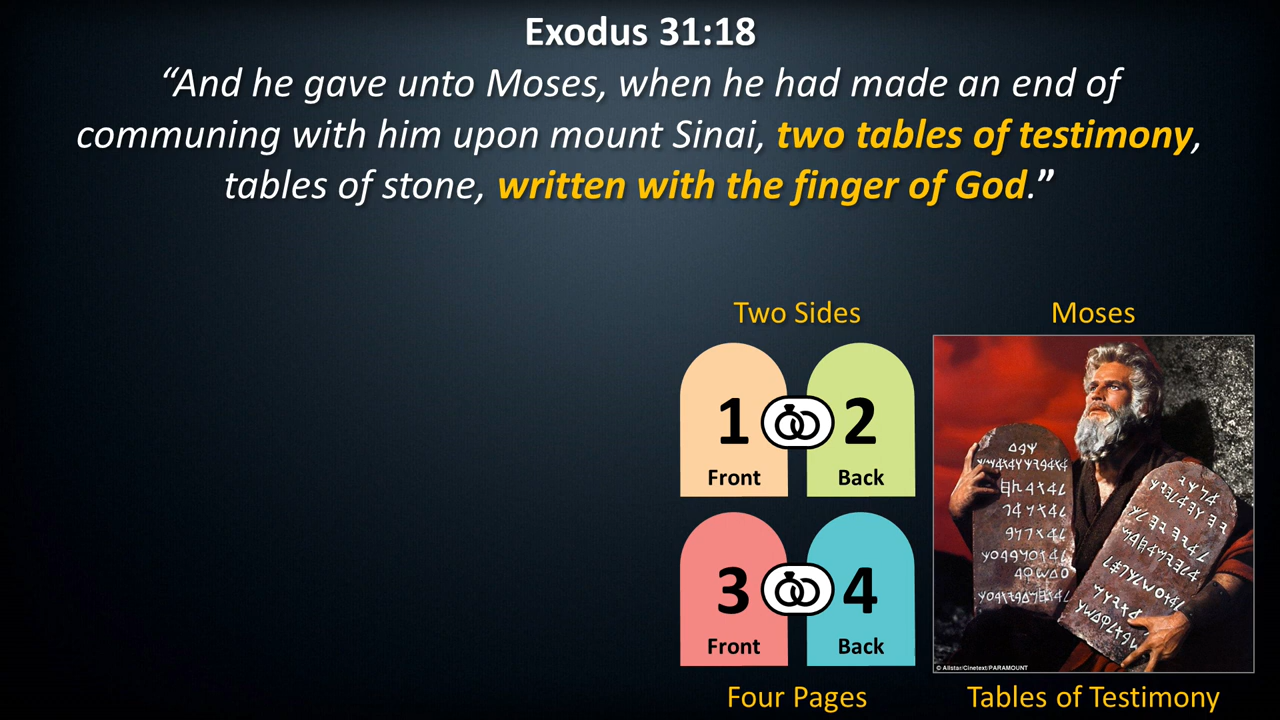 Exodus 31:18
“And he gave unto Moses, when he had made an end of
communing with him upon mount Sinai, two tables of testimony,
tables of stone, written with the finger of God.”
Two Sides
Moses
1
2
Front
Back
3
4
Front
Back
© Allstar/Cinetext/PARAMOUNT
Four Pages
Tables of Testimony